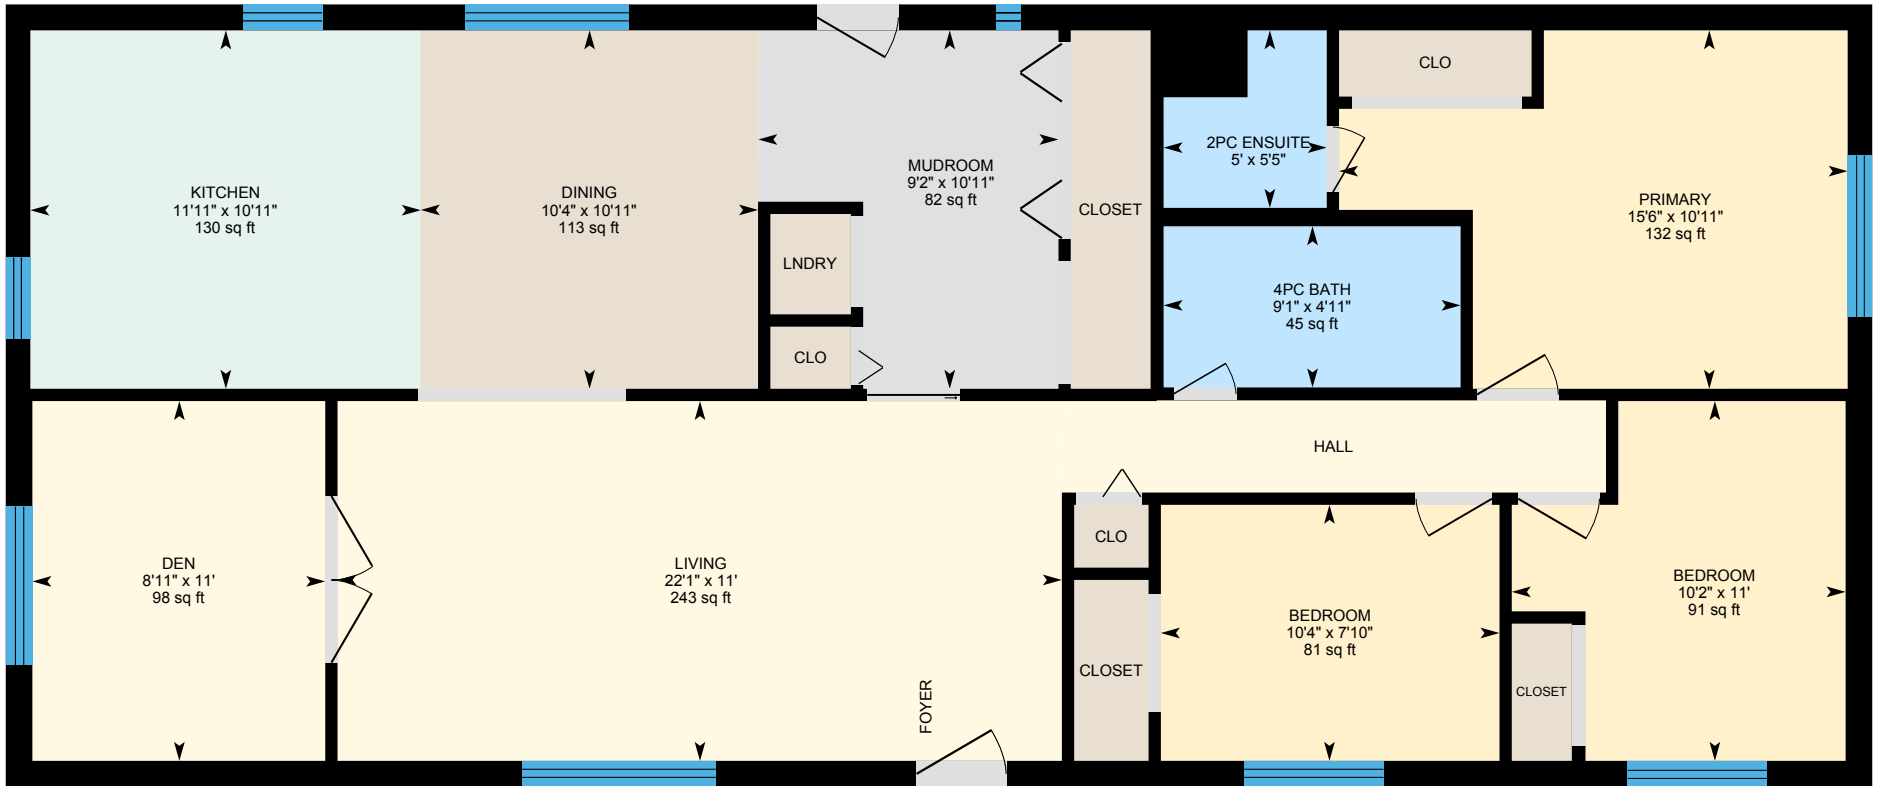 KITCHEN
11'11" x 10'11"
130 sq ft
DINING
10'4" x 10'11"
113 sq ft
MUDROOM
9'2" x 10'11"
82 sq ft
LNDRY
CLO
CLOSET
2PC ENSUITE
5' x 5'5"
CLO
PRIMARY
15'6" x 10'11"
132 sq ft
4PC BATH
9'1" x 4'11"
45 sq ft
HALL
DEN
8'11" x 11'
98 sq ft
LIVING
22'1" x 11'
243 sq ft
FOYER
CLO
CLOSET
BEDROOM
10'4" x 7'10"
81 sq ft
BEDROOM
10'2" x 11'
91 sq ft
CLOSET